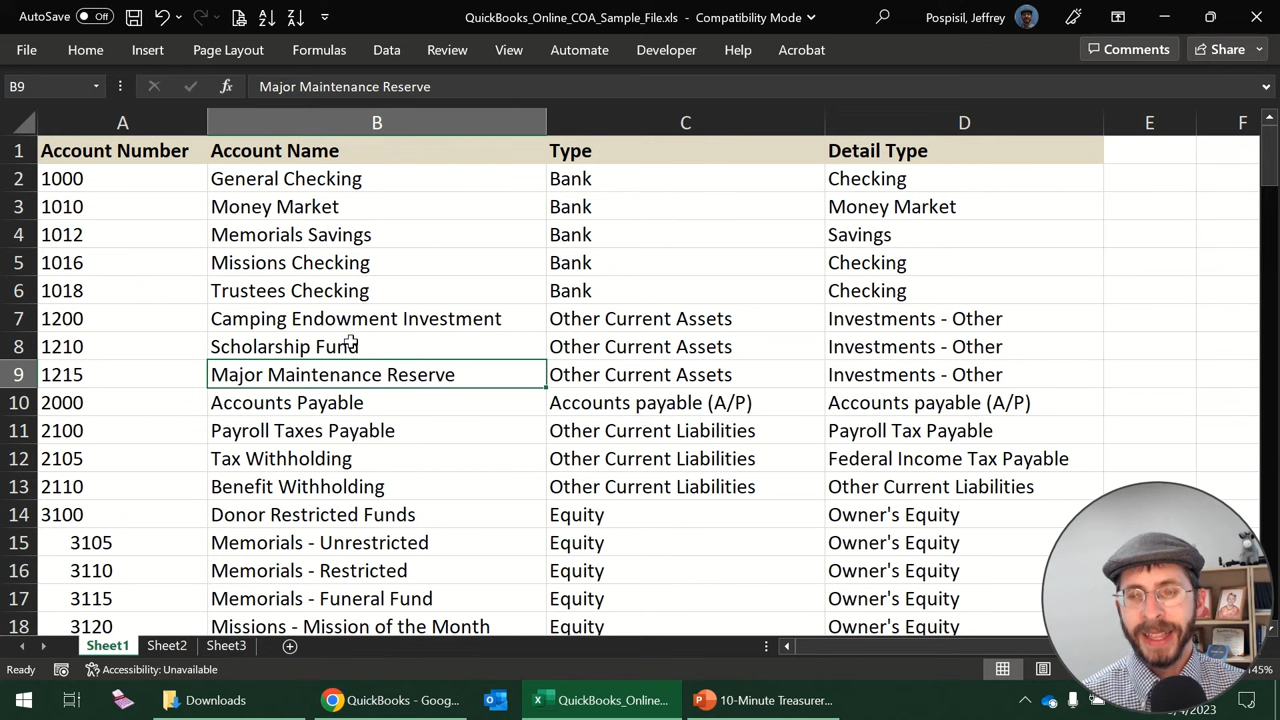 AutoSave Off QuickBooks_Online_COA_Sample_File.xls - Compatibility Mode Pospisil, Jeffrey
File Home Insert Page Layout Formulas Data Review View Automate Developer Help Acrobat Comments Share
B9 fx Major Maintenance Reserve
A B C D E F
1 Account Number Account Name Type Detail Type
2 1000 General Checking Bank Checking
3 1010 Money Market Bank Money Market
4 1012 Memorials Savings Bank Savings
5 1016 Missions Checking Bank Checking
6 1018 Trustees Checking Bank Checking
7 1200 Camping Endowment Investment Other Current Assets Investments - Other
8 1210 Scholarship Fund Other Current Assets Investments - Other
9 1215 Major Maintenance Reserve Other Current Assets Investments - Other
10 2000 Accounts Payable Accounts payable (A/P) Accounts payable (A/P)
11 2100 Payroll Taxes Payable Other Current Liabilities Payroll Tax Payable
12 2105 Tax Withholding Other Current Liabilities Federal Income Tax Payable
13 2110 Benefit Withholding Other Current Liabilities Other Current Liabilities
14 3100 Donor Restricted Funds Equity Owner's Equity
15 3105 Memorials - Unrestricted Equity Owner's Equity
16 3110 Memorials - Restricted Equity Owner's Equity
17 3115 Memorials - Funeral Fund Equity Owner's Equity
18 3120 Missions - Mission of the Month Equity Owner's Equity
Sheet1 Sheet2 Sheet3
Ready Accessibility: Unavailable 145%
Downloads QuickBooks - Goog... QuickBooks_Online... 10-Minute Treasurer...
/4/2023